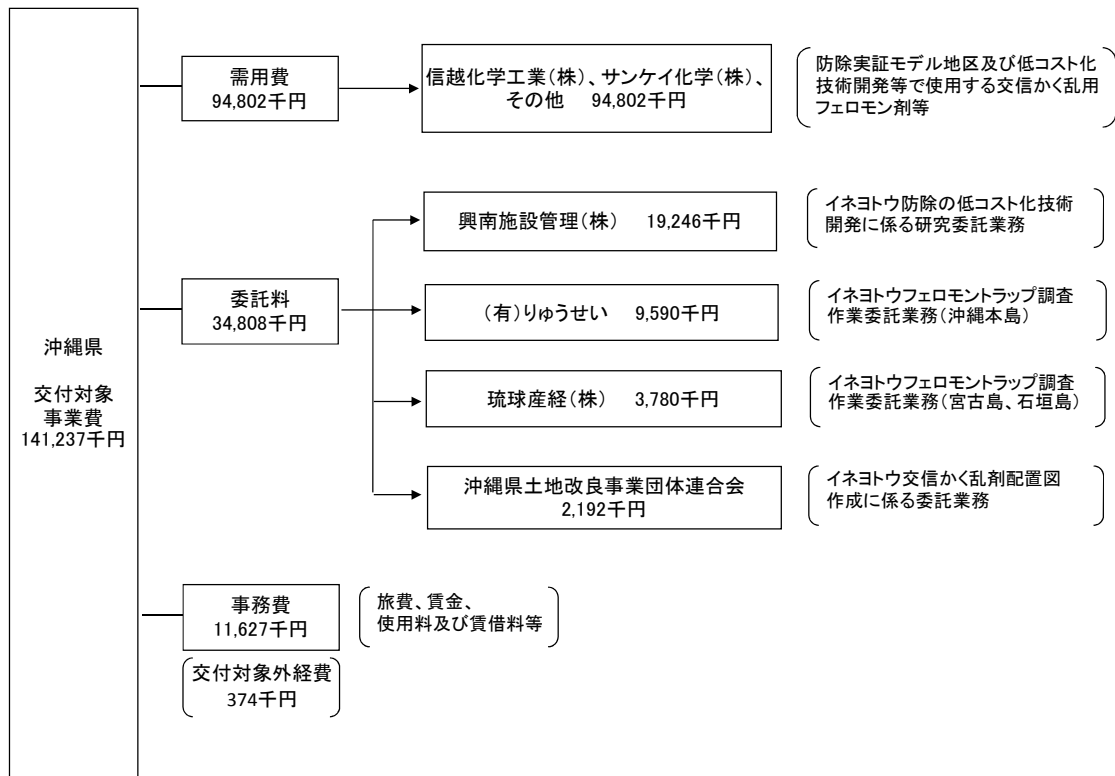 沖縄県
交付対象
事業費
141,237千円
需用費
94,802千円
信越化学工業(株)、サンケイ化学(株)、
その他　94,802千円
防除実証モデル地区及び低コスト化
技術開発等で使用する交信かく乱用
フェロモン剤等
委託料
34,808千円
興南施設管理(株)　19,246千円
イネヨトウ防除の低コスト化技術
開発に係る研究委託業務
(有)りゅうせい　9,590千円
イネヨトウフェロモントラップ調査
作業委託業務(沖縄本島)
琉球産経(株)　3,780千円
イネヨトウフェロモントラップ調査
作業委託業務(宮古島、石垣島)
沖縄県土地改良事業団体連合会
2,192千円
イネヨトウ交信かく乱剤配置図
作成に係る委託業務
事務費
11,627千円
旅費、賃金、
使用料及び賃借料等
交付対象外経費
374千円